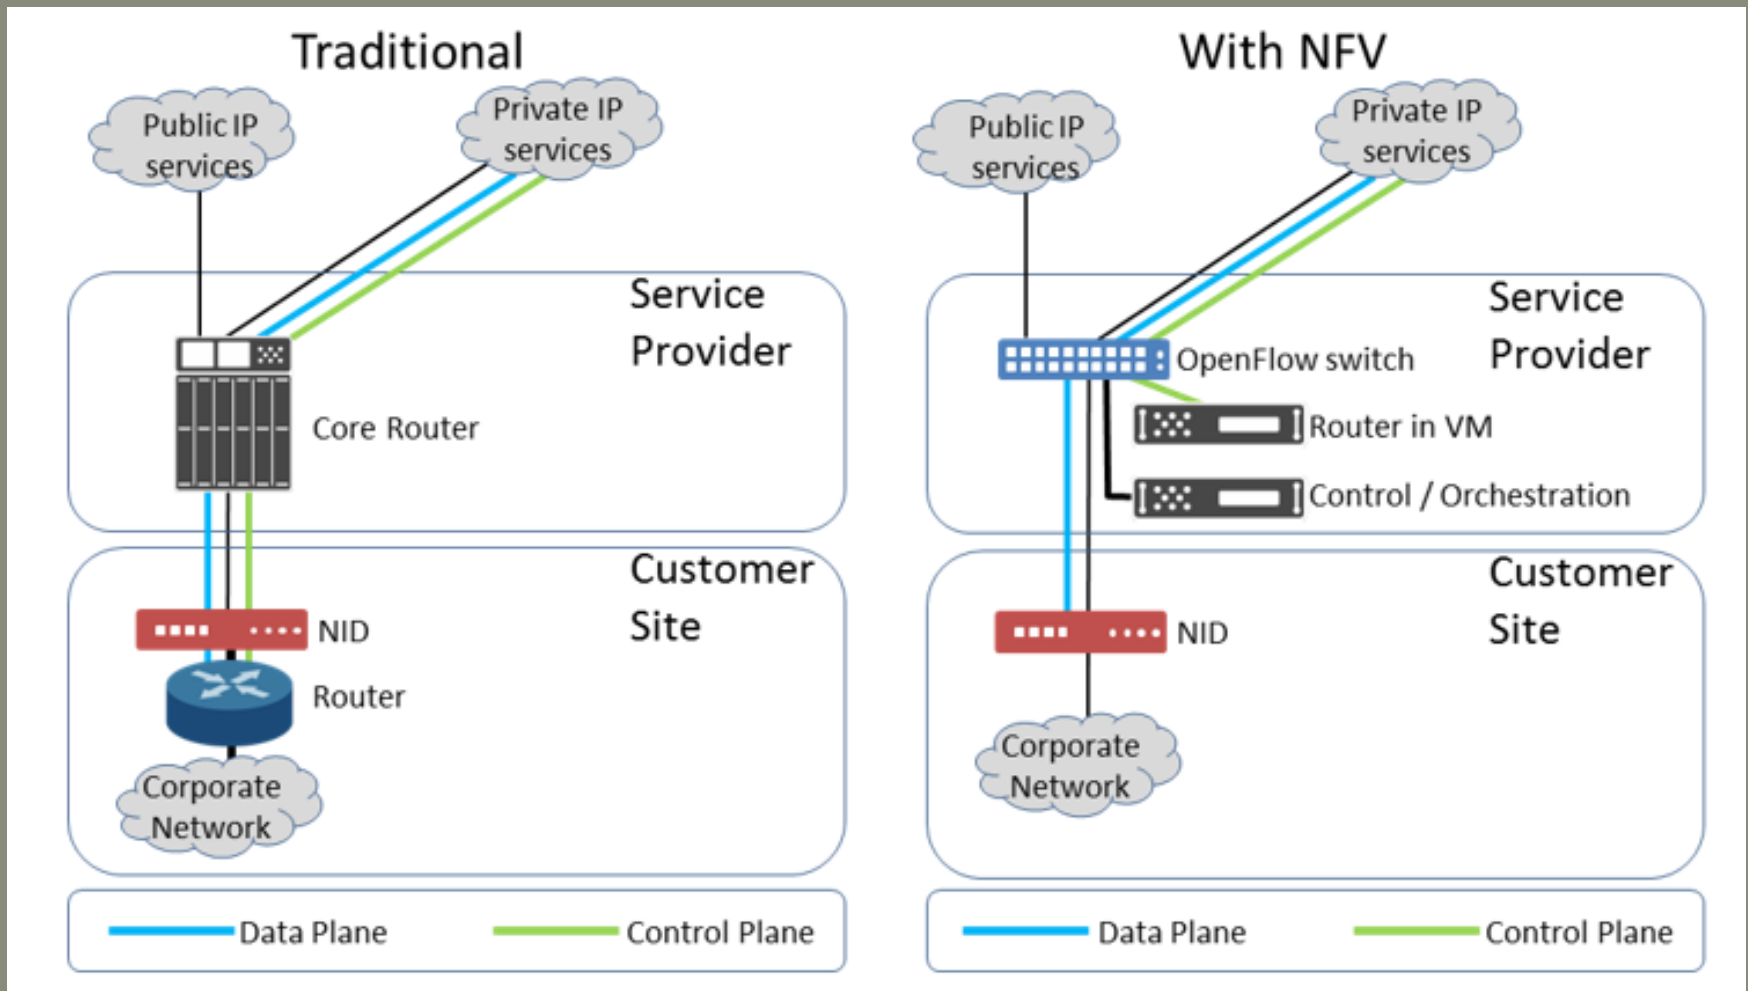 Traditional
Public IP
services
Private IP
services
Service
Provider
Core Router
Customer
Site
NID
Router
Corporate
Network
Data Plane
Control Plane
With NFV
Public IP
services
Private IP
services
Service
Provider
OpenFlow switch
Router in VM
Control / Orchestration
Customer
Site
NID
Corporate
Network
Data Plane
Control Plane